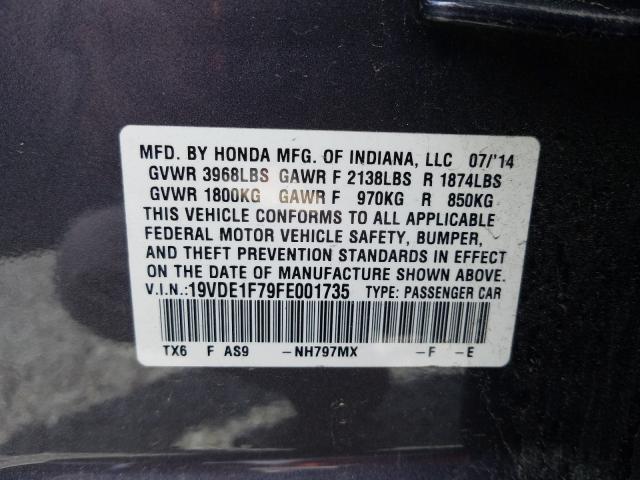 MFD. BY HONDA MFG. OF INDIANA, LLC 07/'14
GVWR 3968LBS GAWR F 2138LBS R 1874LBS
GVWR 1800KG GAWR F 970KG R 850KG
THIS VEHICLE CONFORMS TO ALL APPLICABLE
FEDERAL MOTOR VEHICLE SAFETY, BUMPER,
AND THEFT PREVENTION STANDARDS IN EFFECT
ON THE DATE OF MANUFACTURE SHOWN ABOVE.
V.I.N.:19VDE1F79FE001735 TYPE: PASSENGER CAR
TX6 F AS9 –NH797MX –F –E